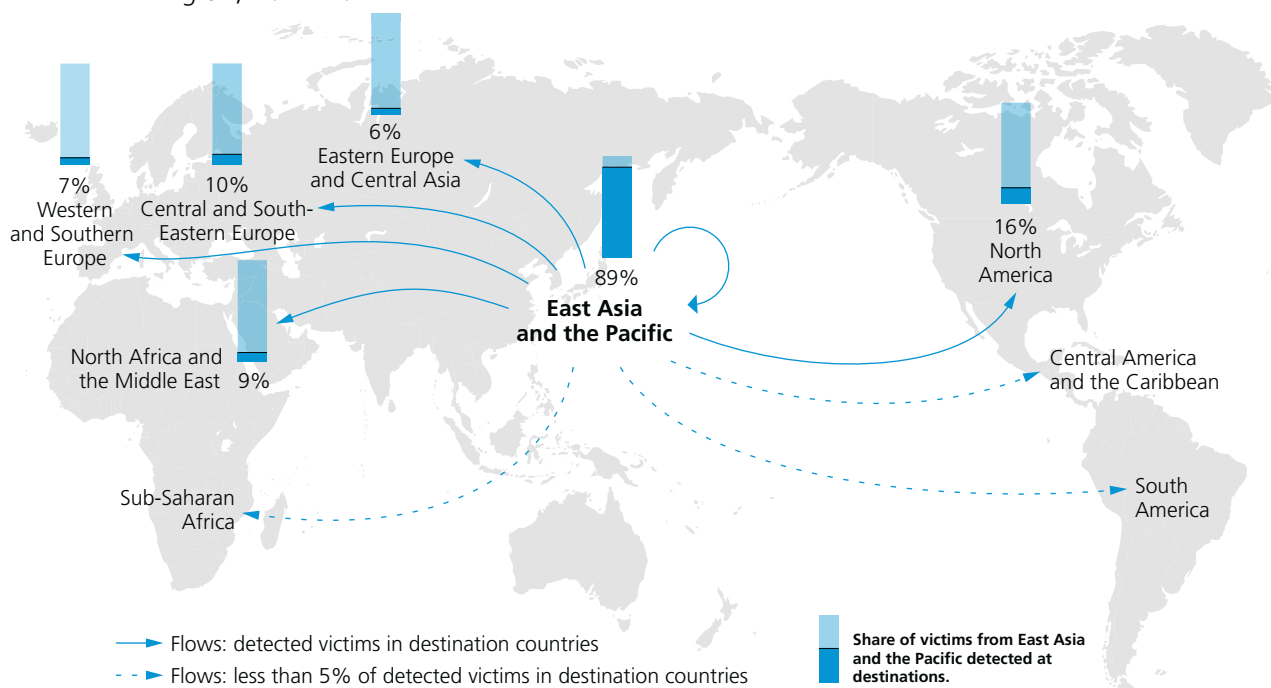 6%
Eastern Europe
and Central Asia
7%
Western
and Southern
Europe
10%
Central and South-
Eastern Europe
89%
East Asia
and the Pacific
16%
North
America
North Africa and
the Middle East
9%
Central America
and the Caribbean
Sub-Saharan
Africa
South
America
Flows: detected victims in destination countries
Flows: less than 5% of detected victims in destination countries
Share of victims from East Asia
and the Pacific detected at
destinations.